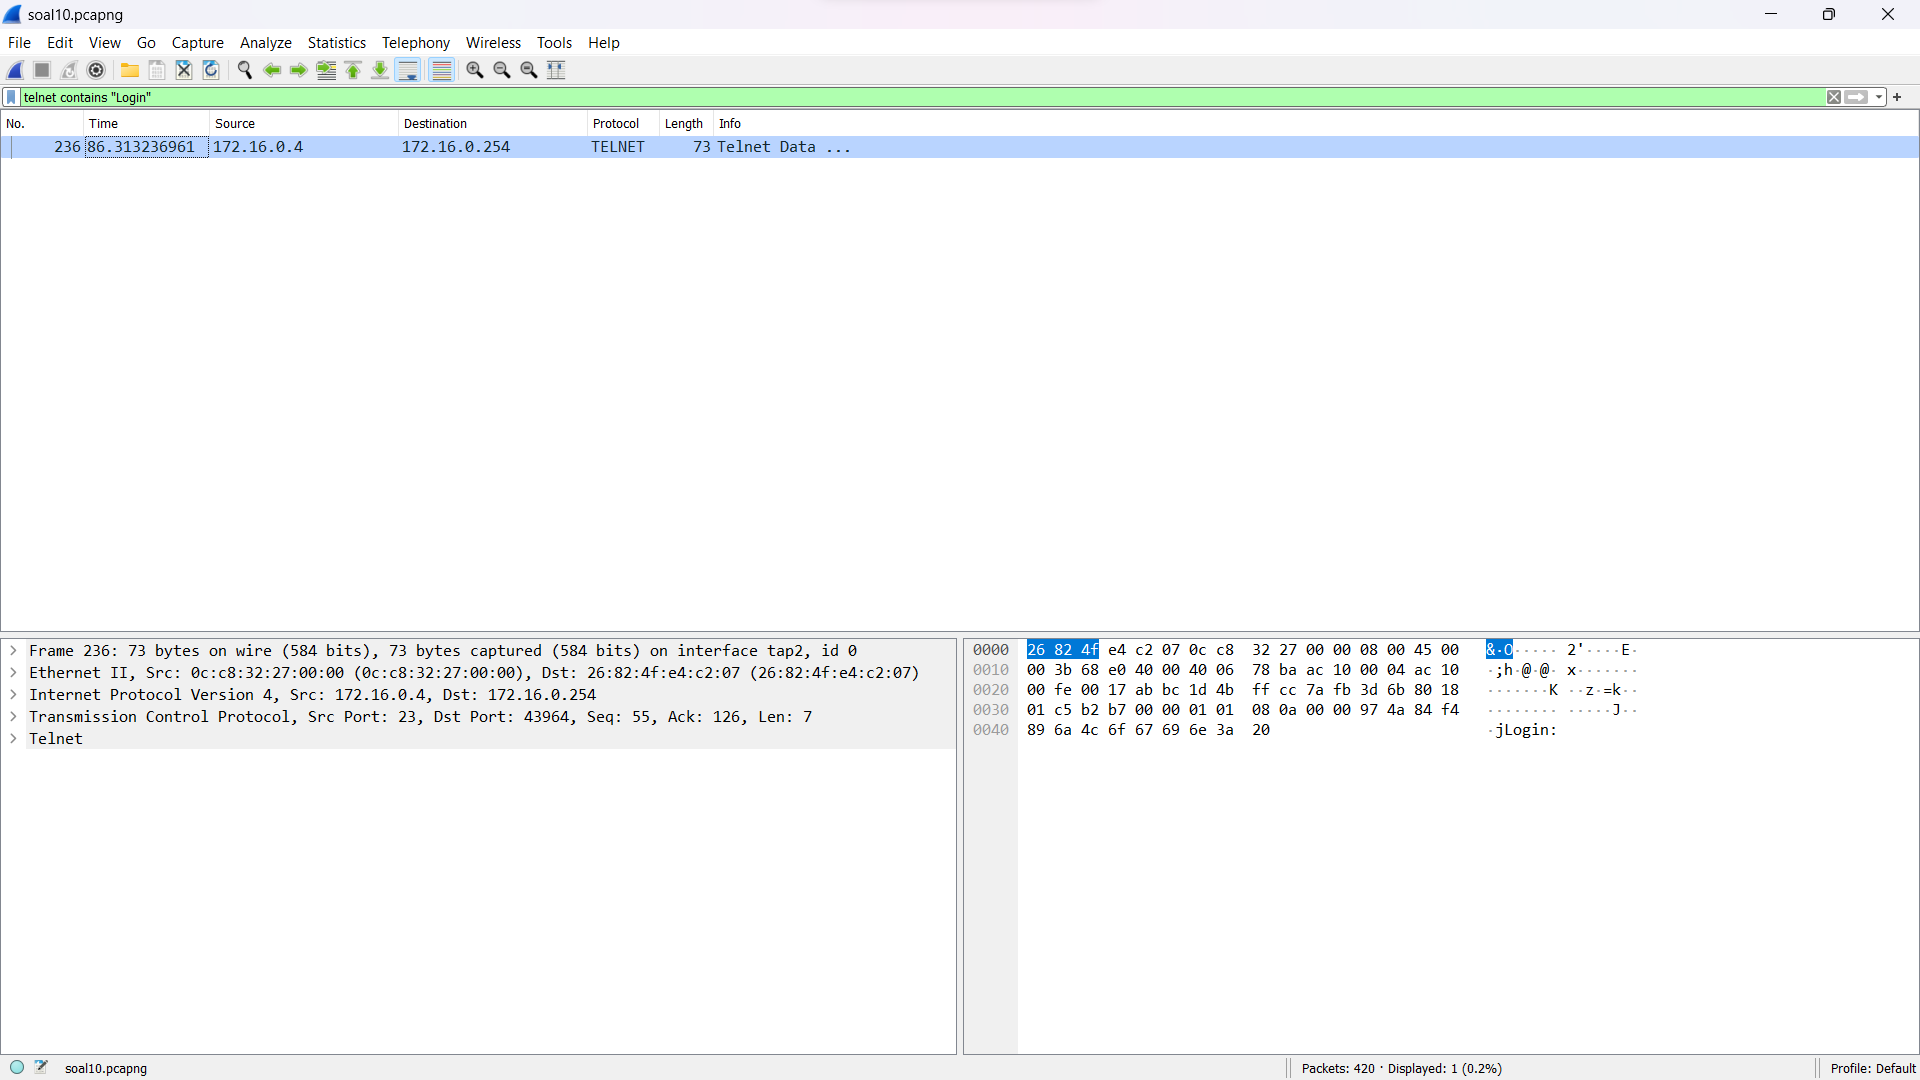 soal10.pcapng
File Edit View Go Capture Analyze Statistics Telephony Wireless Tools Help
telnet contains "Login"
No. Time Source Destination Protocol Length Info
236 86.313236961 172.16.0.4 172.16.0.254 TELNET 73 Telnet Data ...
Frame 236: 73 bytes on wire (584 bits), 73 bytes captured (584 bits) on interface tap2, id 0
Ethernet II, Src: 0c:c8:32:27:00:00 (0c:c8:32:27:00:00), Dst: 26:82:4f:e4:c2:07 (26:82:4f:e4:c2:07)
Internet Protocol Version 4, Src: 172.16.0.4, Dst: 172.16.0.254
Transmission Control Protocol, Src Port: 23, Dst Port: 43964, Seq: 55, Ack: 126, Len: 7
Telnet
0000 26 82 4f e4 c2 07 0c c8 32 27 00 00 08 00 45 00 &·O····· 2'····E·
0010 00 3b 68 e0 40 00 40 06 78 ba ac 10 00 04 ac 10 ·;h·@·@· x·······
0020 00 fe 00 17 ab bc 1d 4b ff cc 7a fb 3d 6b 80 18 ·······K ··z·=k··
0030 01 c5 b2 b7 00 00 01 01 08 0a 00 00 97 4a 84 f4 ········ ·····J··
0040 89 6a 4c 6f 67 69 6e 3a 20 ·jLogin:
soal10.pcapng
Packets: 420 · Displayed: 1 (0.2%)
Profile: Default